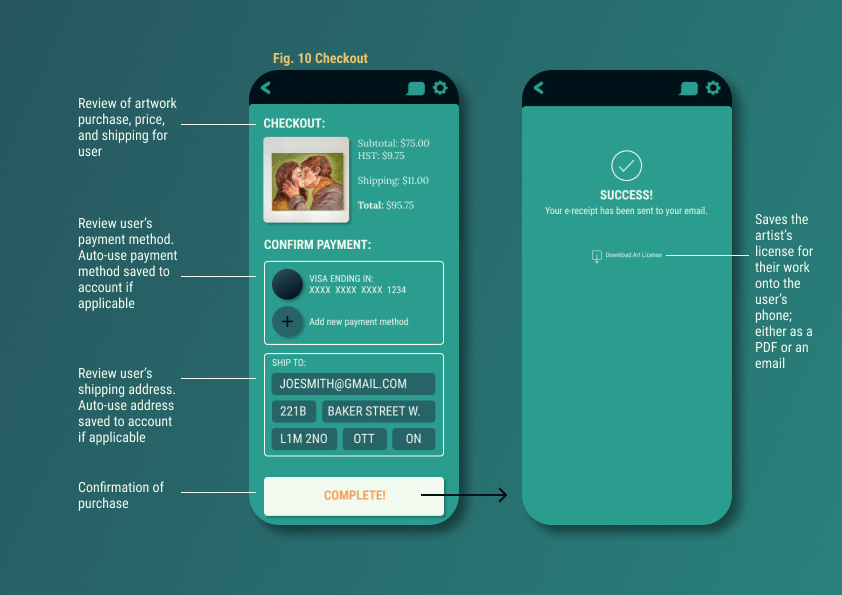 Fig. 10 Checkout
Review of artwork
purchase, price,
and shipping for
user
CHECKOUT:
Subtotal: $75.00
HST: $9.75
Shipping: $11.00
Total: $95.75
Review user's
payment method.
Auto-use payment
method saved to
account if
applicable
CONFIRM PAYMENT:
VISA ENDING IN:
XXXX XXXX XXXX 1234
+ Add new payment method
Review user's
shipping address.
Auto-use address
saved to account
if applicable
SHIP TO:
JOESMITH@GMAIL.COM
221B BAKER STREET W.
L1M 2NO OTT ON
Confirmation of
purchase
COMPLETE!
SUCCESS!
Your e-receipt has been sent to your email.
Download Art License
Saves the
artist's
license for
their work
onto the
user's
phone;
either as a
PDF or an
email